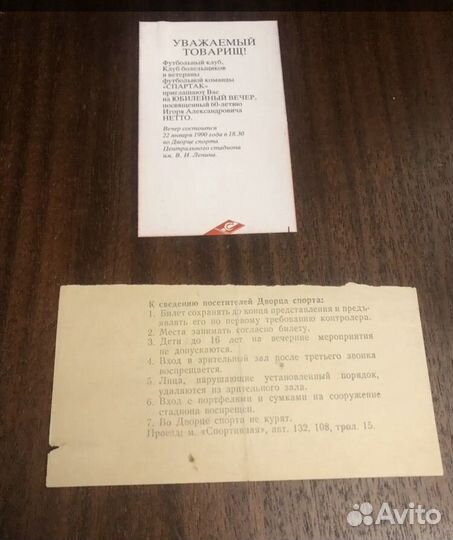 УВАЖАЕМЫЙ
ТОВАРИЩ!
Футбольный клуб,
Клуб болельщиков
и ветераны
футбольной команды
«СПАРТАК»
приглашают Вас
на ЮБИЛЕЙНЫЙ ВЕЧЕР,
посвященный 60-летию
Игоря Александровича
НЕТТО.
Вечер состоится
22 января 1990 года в 18.30
во Дворце спорта
Центрального стадиона
им. В. И. Ленина.
К сведению посетителей Дворца спорта:
1. Билет сохранять до конца представления и предъ-
являть его по первому требованию контролера.
2. Места занимать согласно билету.
3. Дети до 16 лет на вечерние мероприятия
не допускаются.
4. Вход в зрительный зал после третьего звонка
воспрещается.
5. Лица, нарушающие установленный порядок,
удаляются из зрительного зала.
6. Вход с портфелями и сумками на сооружение
стадиона воспрещен.
7. Во Дворце спорта не курят.
Проезд: м. «Спортивная», авт. 132, 108, трол. 15.
Avito